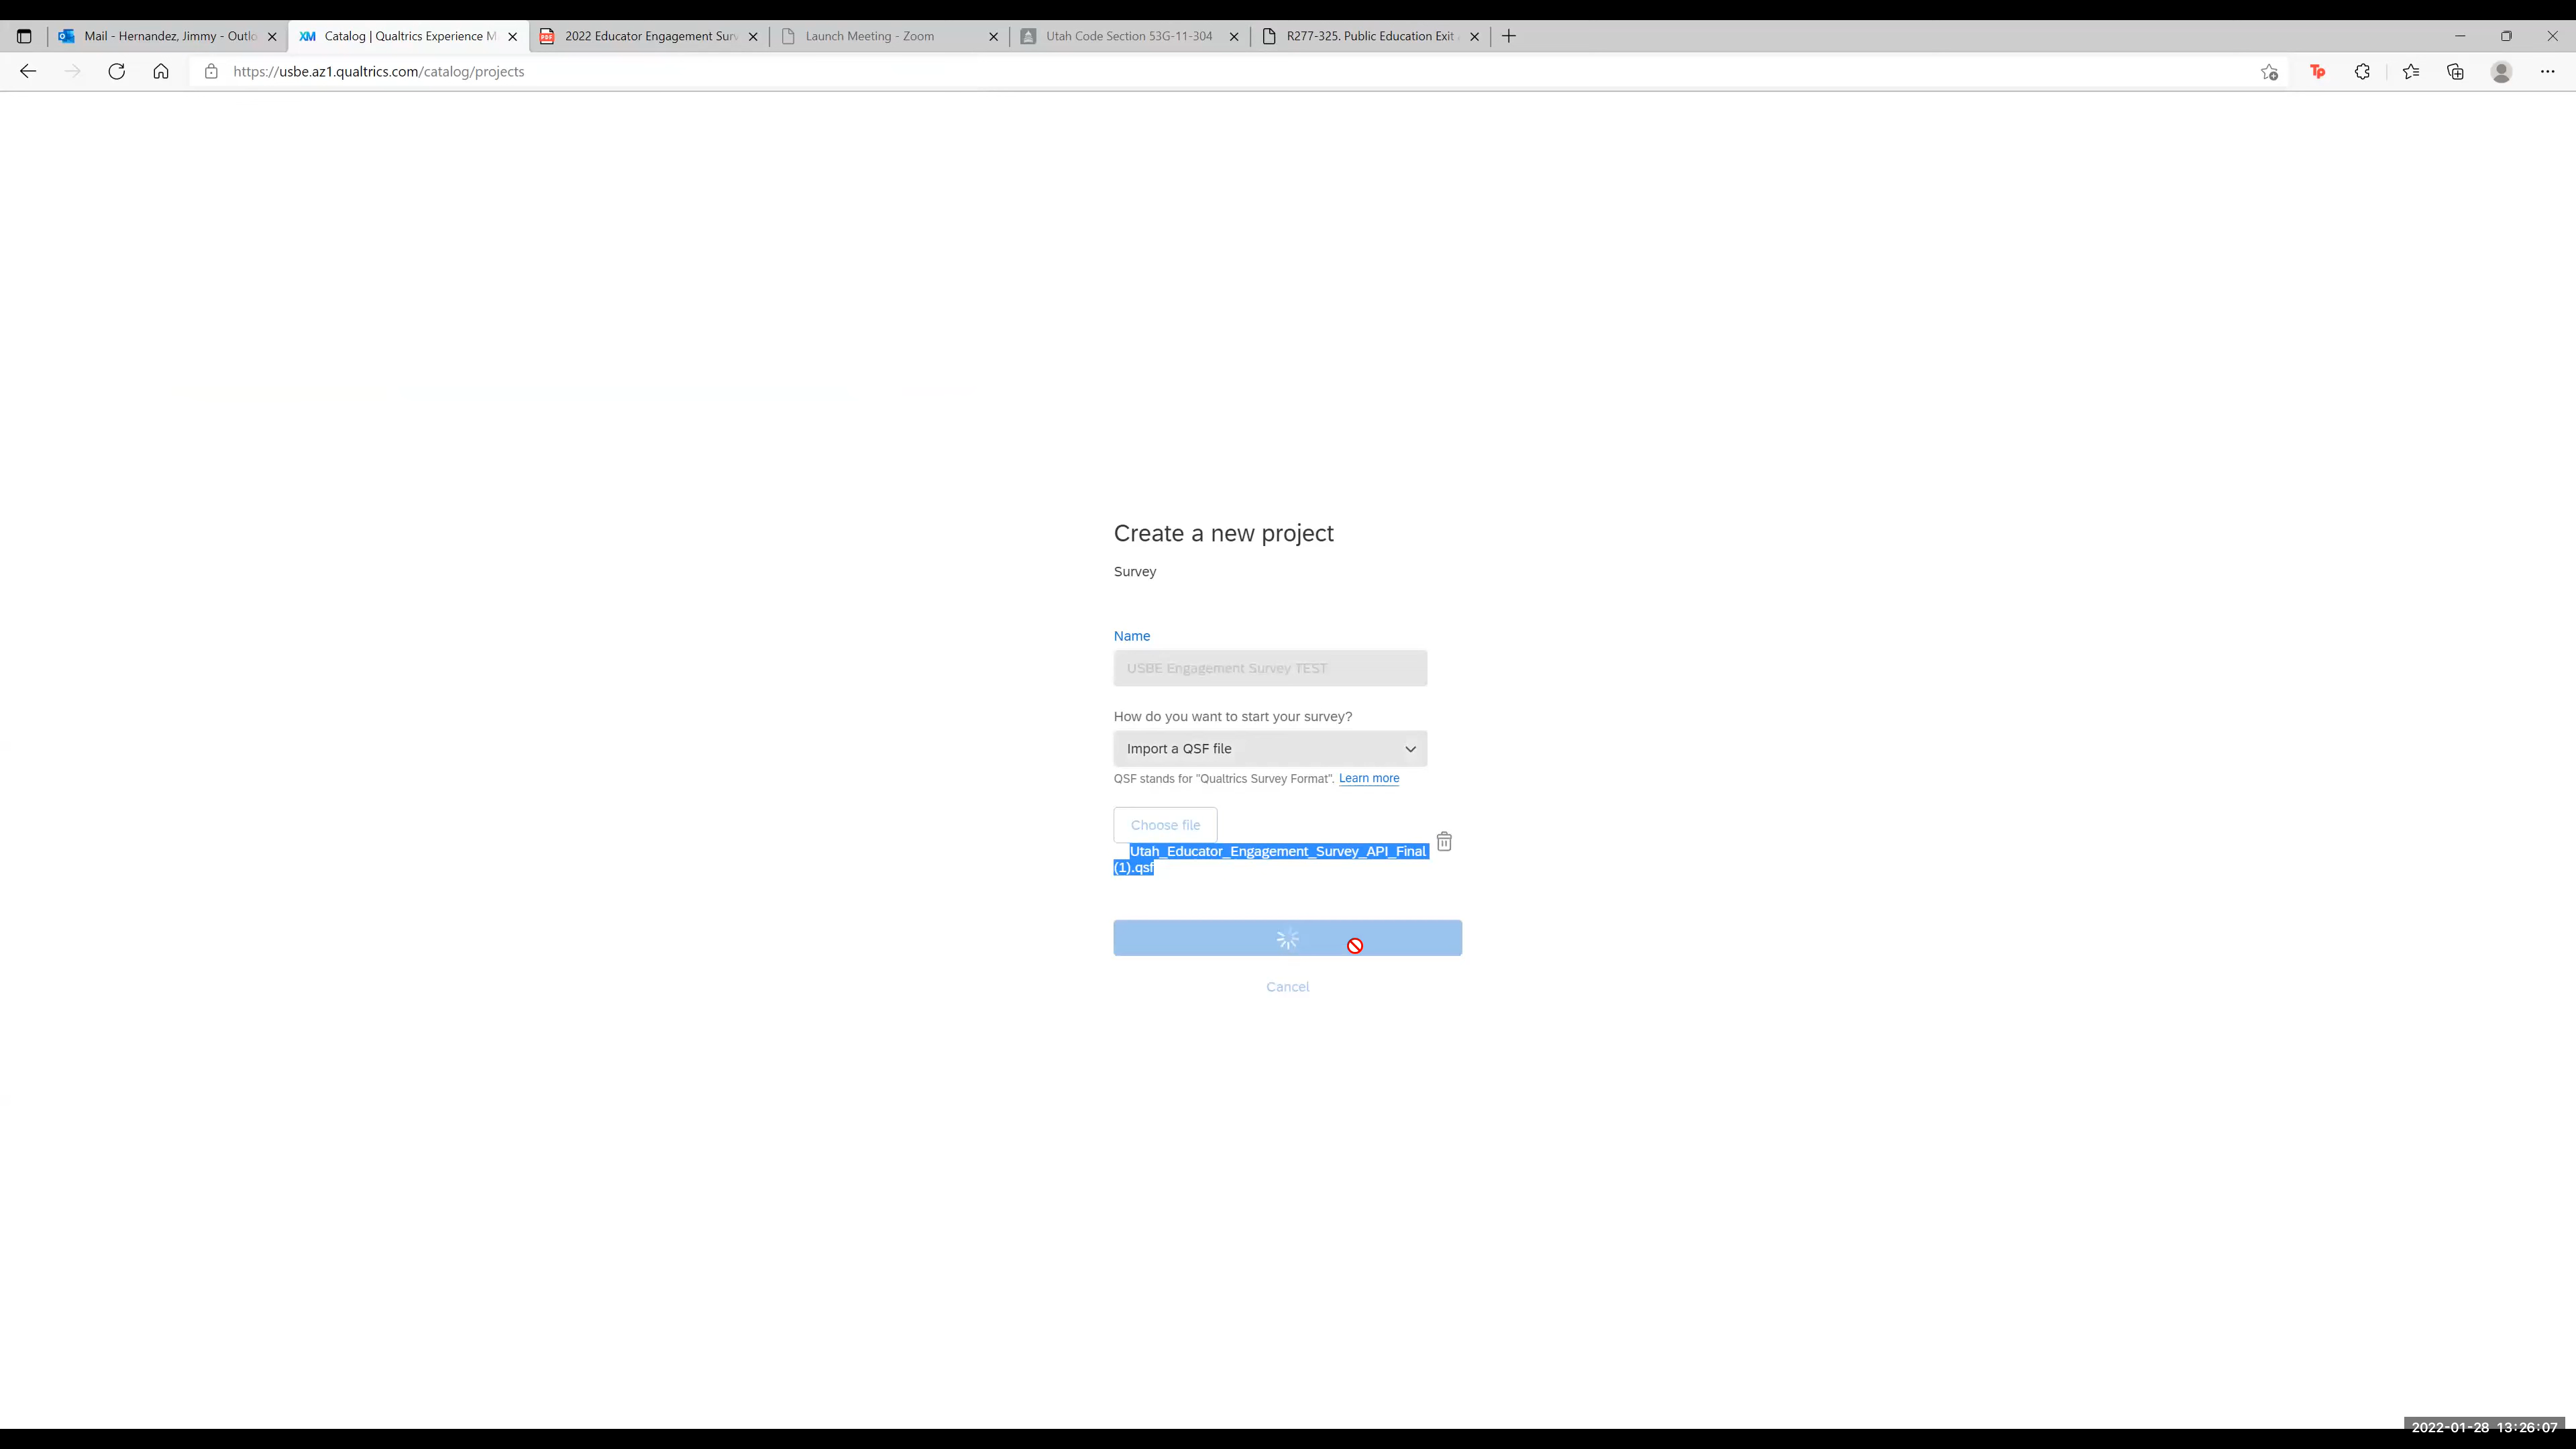 Mail - Hernandez, Jimmy - Outlo
Catalog | Qualtrics Experience M
2022 Educator Engagement Surv
Launch Meeting - Zoom
Utah Code Section 53G-11-304
R277-325. Public Education Exit
https://usbe.az1.qualtrics.com/catalog/projects
Tp
Create a new project
Survey
Name
USBE Engagement Survey TEST
How do you want to start your survey?
Import a QSF file
QSF stands for "Qualtrics Survey Format". Learn more
Choose file
Utah_Educator_Engagement_Survey_API_Final
(1).qsf
Cancel
2022-01-28 13:26:07